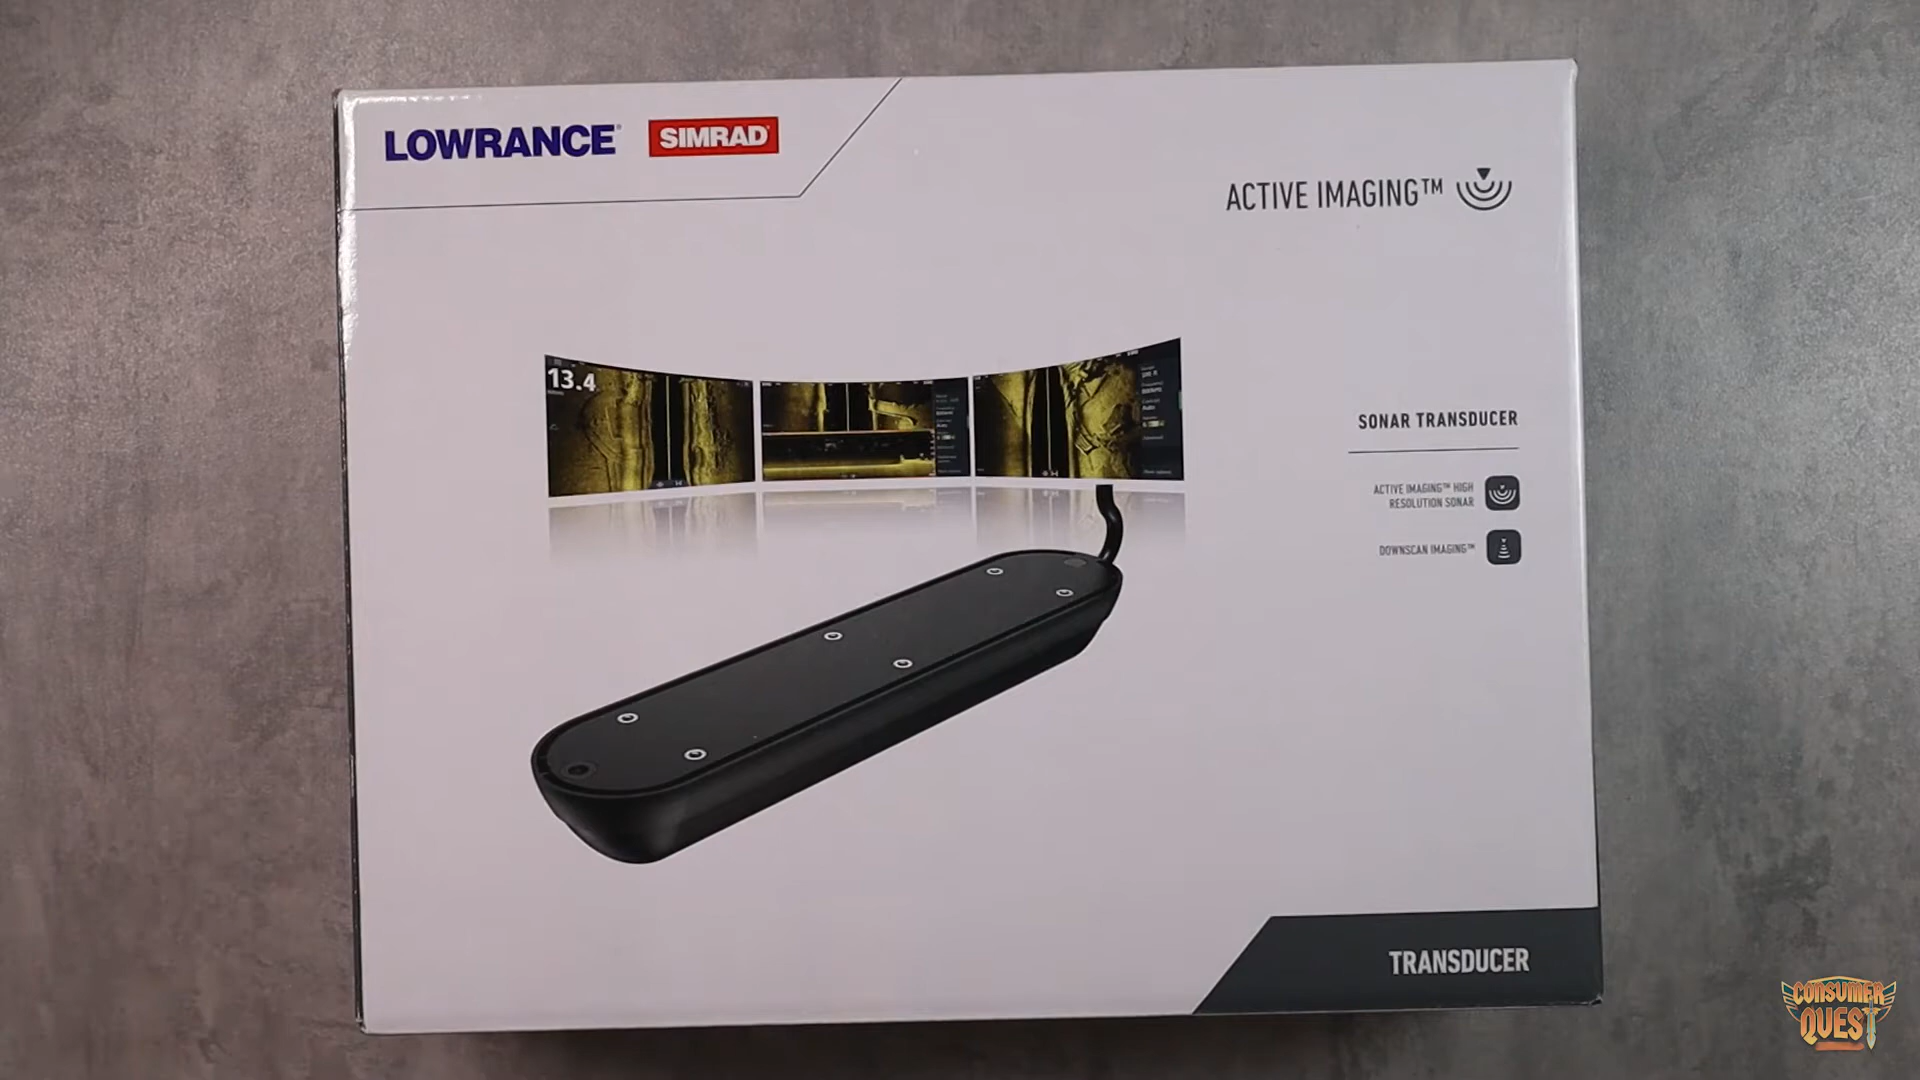 LOWRANCE®
SIMRAD®
ACTIVE IMAGING™
13.4
SONAR TRANSDUCER
ACTIVE IMAGING™ HIGH
RESOLUTION SONAR
DOWNSCAN IMAGING™
TRANSDUCER
CONSUMER
QUEST